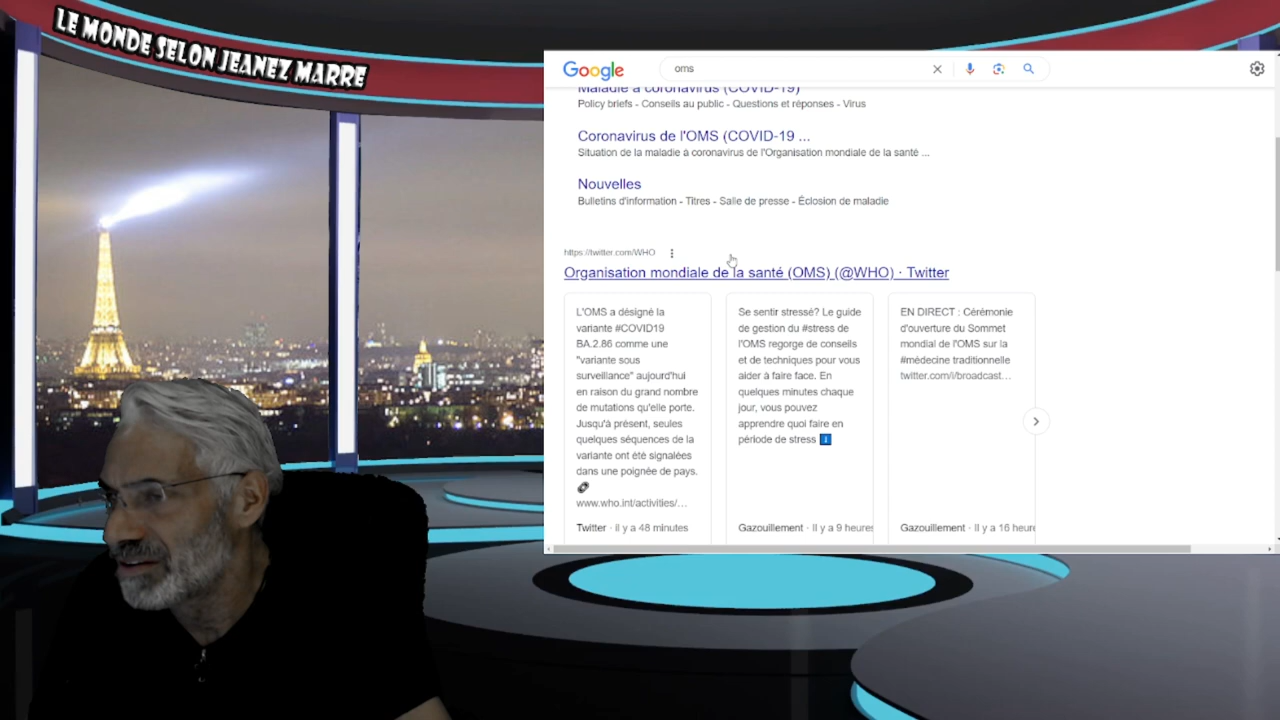 LE MONDE SELON JEANEZ MARRE
Google
oms
Maladie à coronavirus (COVID-19)
Policy briefs - Conseils au public - Questions et réponses - Virus
Coronavirus de l'OMS (COVID-19 ...
Situation de la maladie à coronavirus de l'Organisation mondiale de la santé ...
Nouvelles
Bulletins d'information - Titres - Salle de presse - Éclosion de maladie
https://twitter.com/WHO
Organisation mondiale de la santé (OMS) (@WHO) · Twitter
L'OMS a désigné la
variante #COVID19
BA.2.86 comme une
"variante sous
surveillance" aujourd'hui
en raison du grand nombre
de mutations qu'elle porte.
Jusqu'à présent, seules
quelques séquences de la
variante ont été signalées
dans une poignée de pays.
www.who.int/activities/...
Twitter · il y a 48 minutes
Se sentir stressé? Le guide
de gestion du #stress de
l'OMS regorge de conseils
et de techniques pour vous
aider à faire face. En
quelques minutes chaque
jour, vous pouvez
apprendre quoi faire en
période de stress
Gazouillement · Il y a 9 heures
EN DIRECT : Cérémonie
d'ouverture du Sommet
mondial de l'OMS sur la
#médecine traditionnelle
twitter.com/i/broadcast...
Gazouillement · Il y a 16 heure